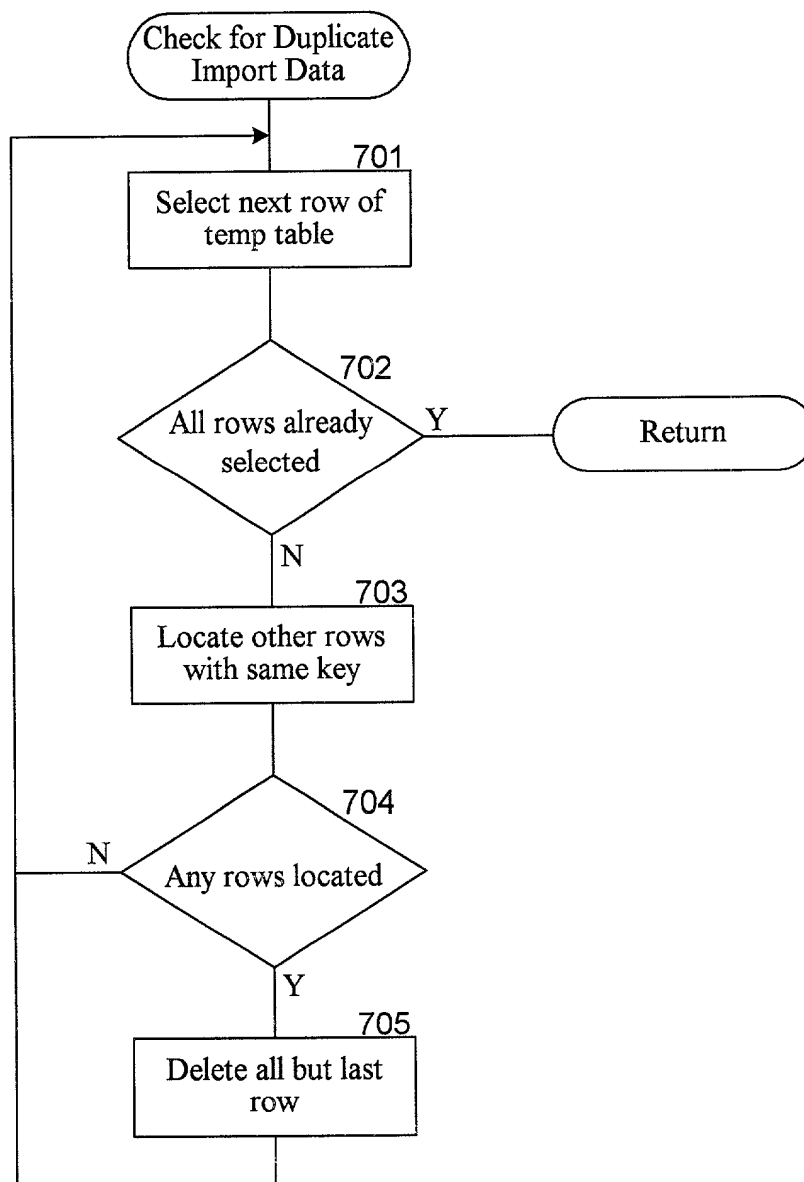 Check for Duplicate
Import Data
701
Select next row of
temp table
702
All rows already
selected
Y
Return
N
703
Locate other rows
with same key
704
N
Any rows located
Y
705
Delete all but last
row